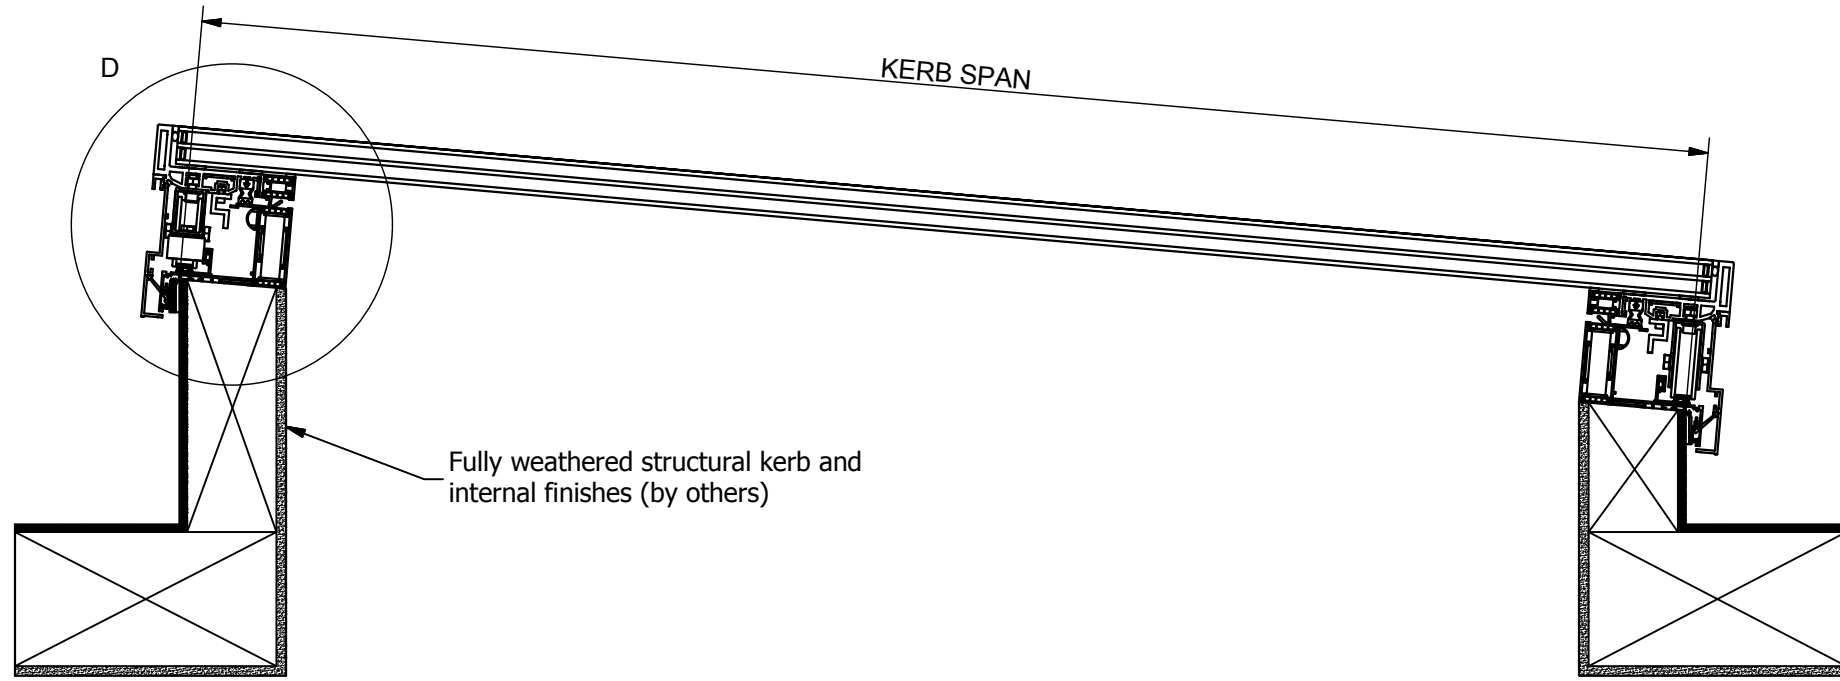 D
KERB SPAN
Fully weathered structural kerb and
internal finishes (by others)